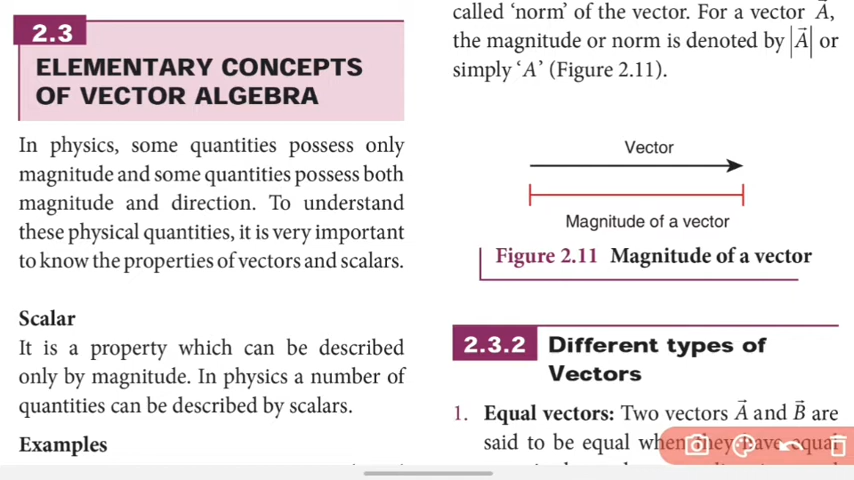 2.3
ELEMENTARY CONCEPTS
OF VECTOR ALGEBRA
In physics, some quantities possess only
magnitude and some quantities possess both
magnitude and direction. To understand
these physical quantities, it is very important
to know the properties of vectors and scalars.
Scalar
It is a property which can be described
only by magnitude. In physics a number of
quantities can be described by scalars.
Examples
called ‘norm’ of the vector. For a vector A⃗,
the magnitude or norm is denoted by |A⃗| or
simply ‘A’ (Figure 2.11).
Vector
Magnitude of a vector
Figure 2.11 Magnitude of a vector
2.3.2 Different types of
Vectors
1. Equal vectors: Two vectors A⃗ and B⃗ are
said to be equal when they have equal